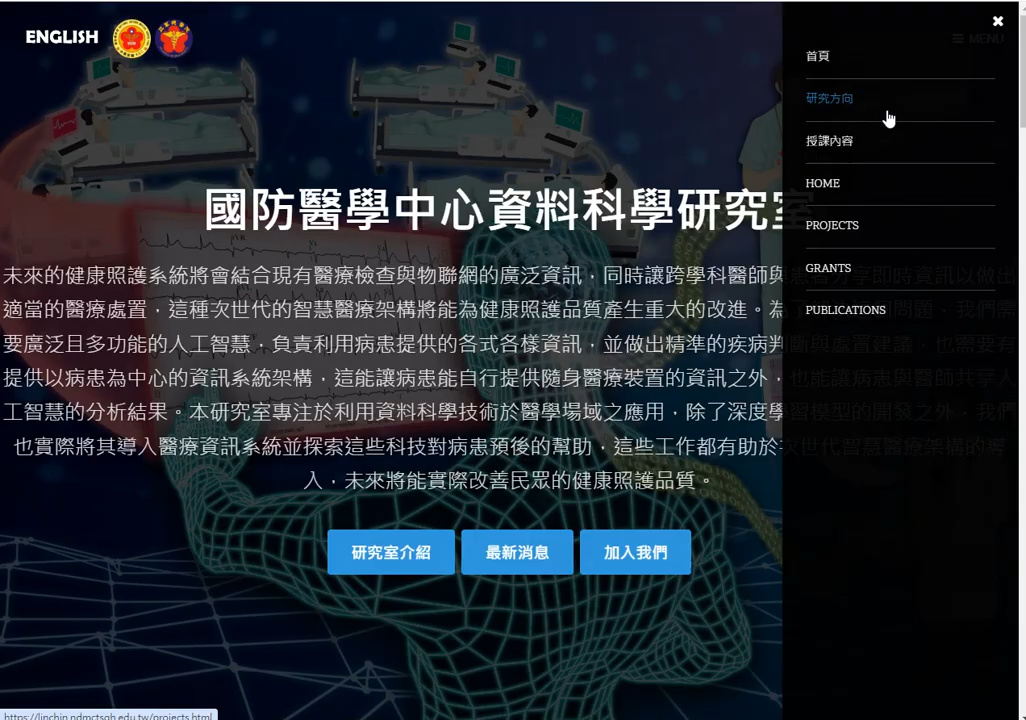 ENGLISH
MENU
首頁
研究方向
授課內容
HOME
PROJECTS
GRANTS
PUBLICATIONS
國防醫學中心資料科學研究室
未來的健康照護系統將會結合現有醫療檢查與物聯網的廣泛資訊，同時讓跨學科醫師與患者分享即時資訊以做出
適當的醫療處置，這種次世代的智慧醫療架構將能為健康照護品質產生重大的改進。為了問題，我們需
要廣泛且多功能的人工智慧，負責利用病患提供的各式各樣資訊，並做出精準的疾病判斷與處置建議，也需要有
提供以病患為中心的資訊系統架構，這能讓病患能自行提供隨身醫療裝置的資訊之外，也能讓病患與醫師共享人
工智慧的分析結果。本研究室專注於利用資料科學技術於醫學場域之應用，除了深度學習模型的開發之外，我們
也實際將其導入醫療資訊系統並探索這些科技對病患預後的幫助，這些工作都有助於次世代智慧醫療架構的導
入，未來將能實際改善民眾的健康照護品質。
研究室介紹
最新消息
加入我們
https://linchin.ndmctsgh.edu.tw/projects.html